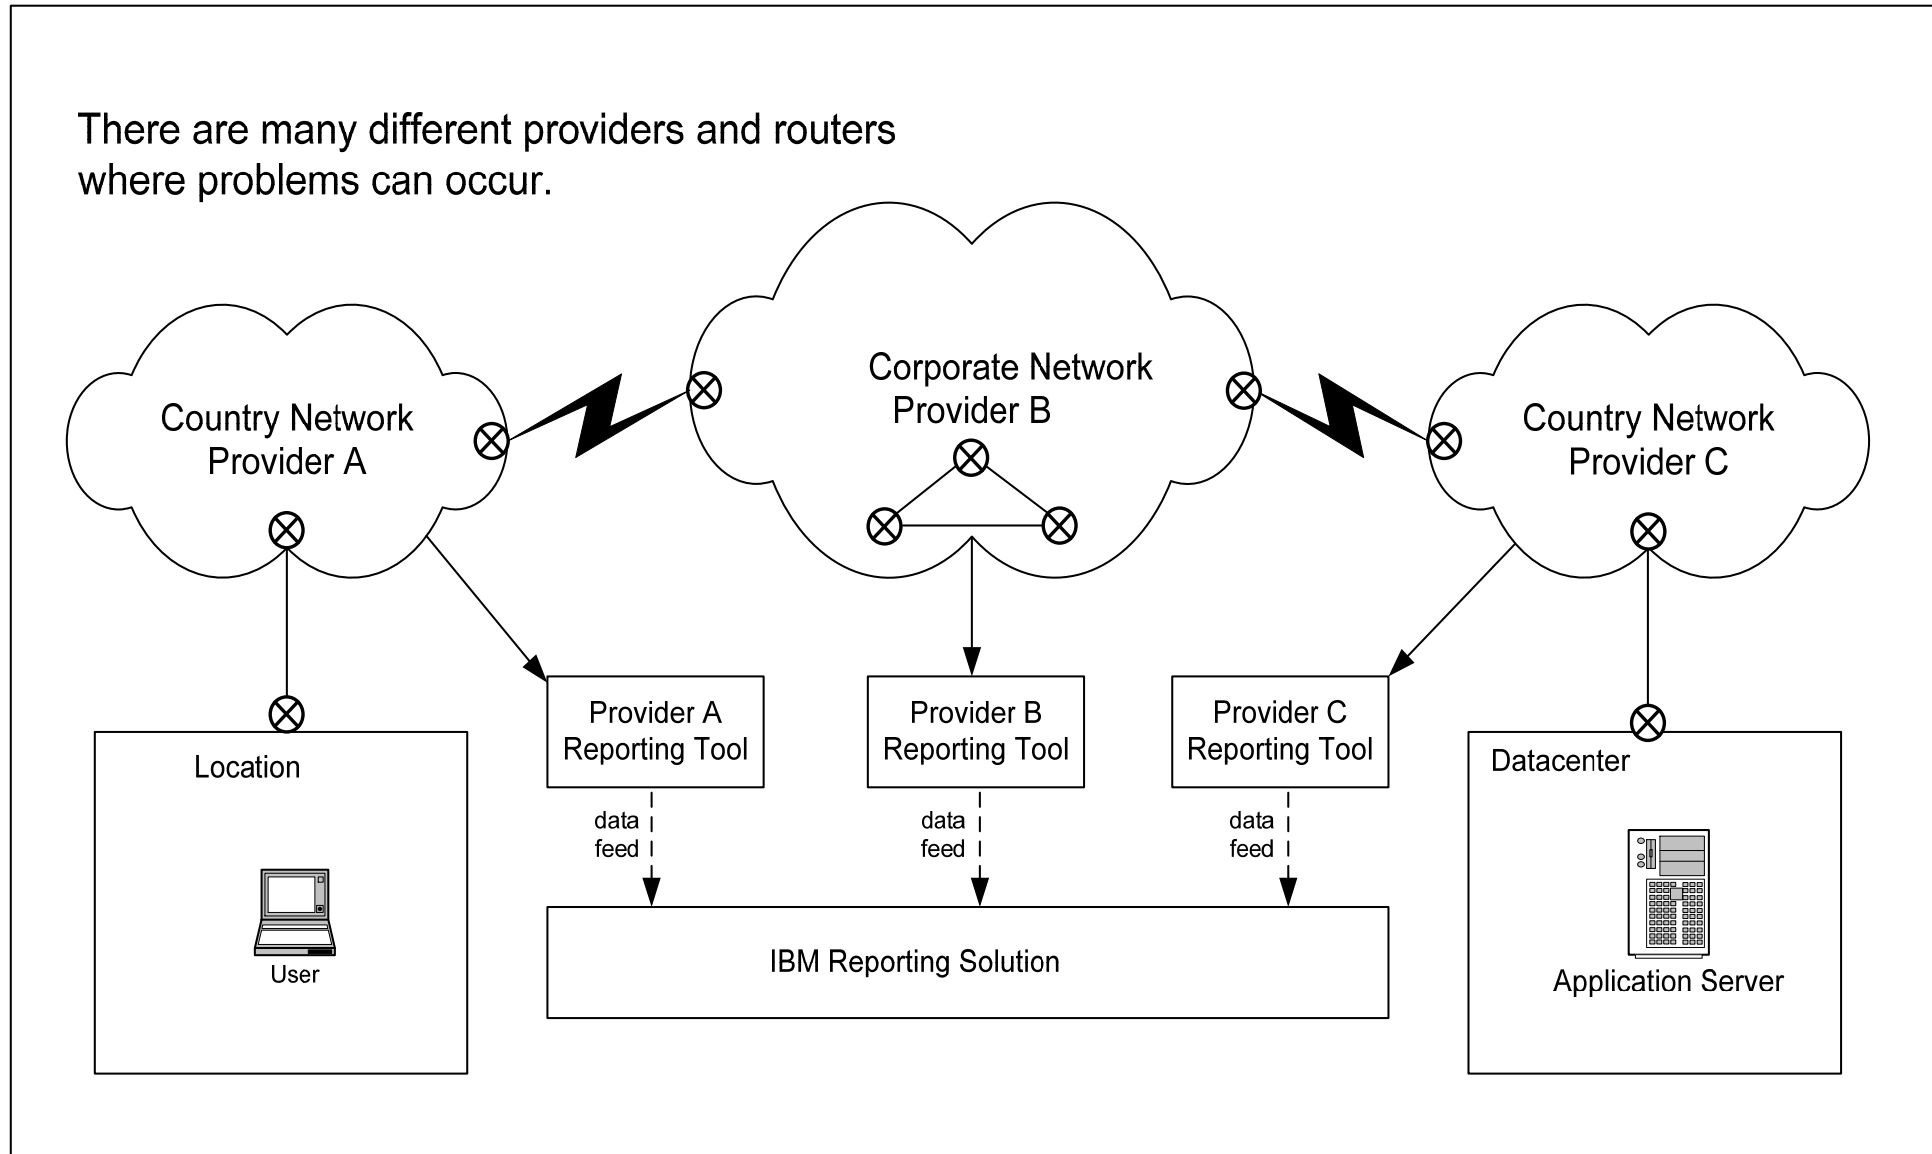 There are many different providers and routers
where problems can occur.
Corporate Network
Provider B
Country Network
Provider A
Country Network
Provider C
Provider A
Reporting Tool
Provider B
Reporting Tool
Provider C
Reporting Tool
Location
Datacenter
data
feed
data
feed
data
feed
User
IBM Reporting Solution
Application Server